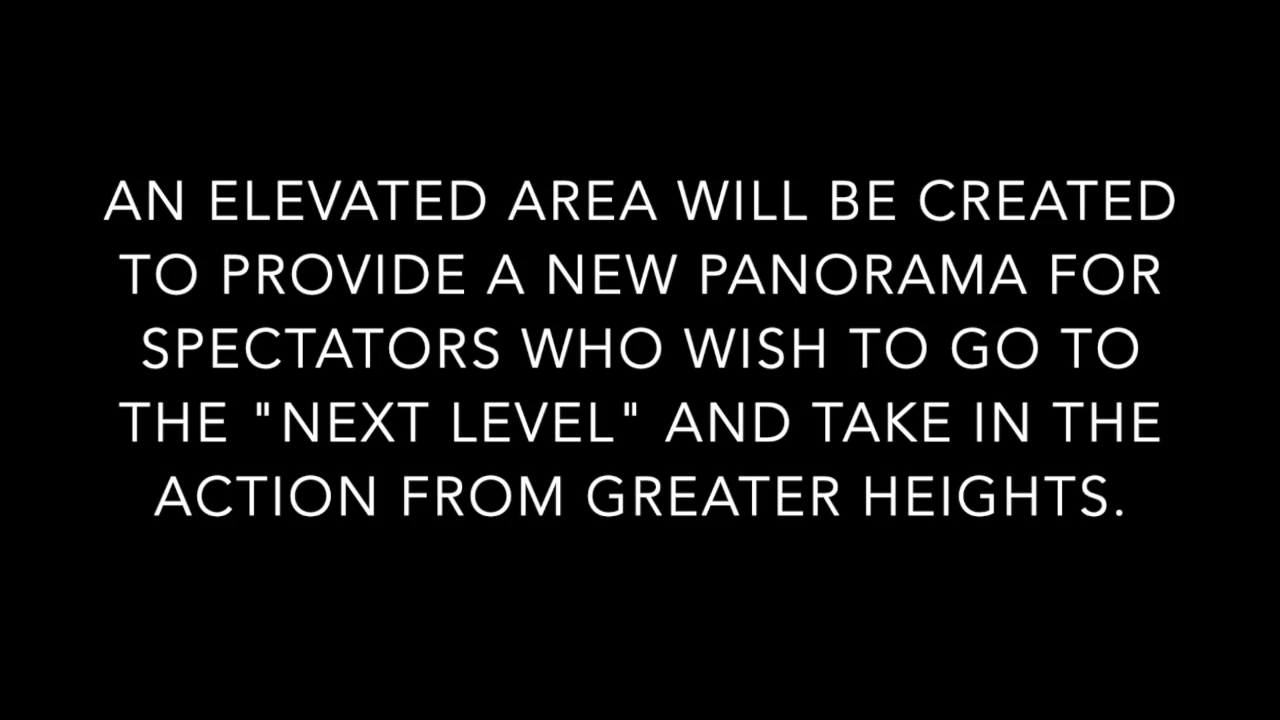 AN ELEVATED AREA WILL BE CREATED
TO PROVIDE A NEW PANORAMA FOR
SPECTATORS WHO WISH TO GO TO
THE "NEXT LEVEL" AND TAKE IN THE
ACTION FROM GREATER HEIGHTS.